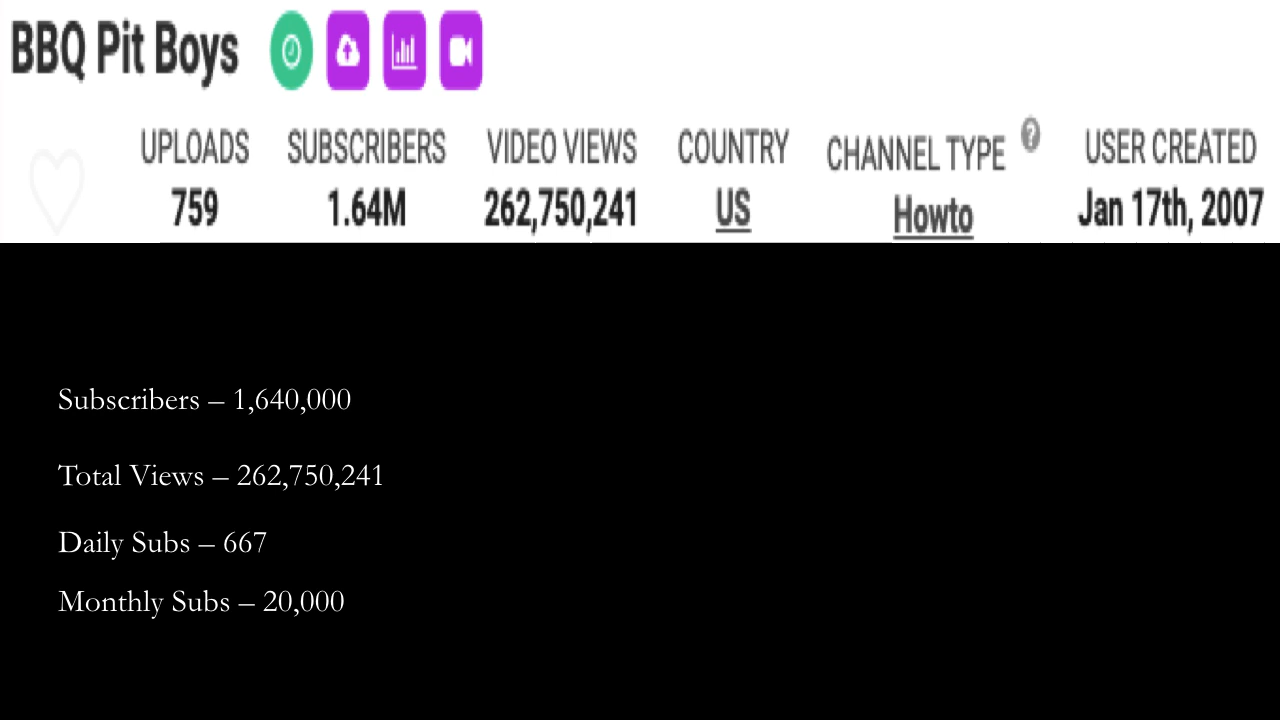 BBQ Pit Boys
UPLOADS SUBSCRIBERS VIDEO VIEWS COUNTRY CHANNEL TYPE ? USER CREATED
759 1.64M 262,750,241 US Howto Jan 17th, 2007
Subscribers – 1,640,000
Total Views – 262,750,241
Daily Subs – 667
Monthly Subs – 20,000